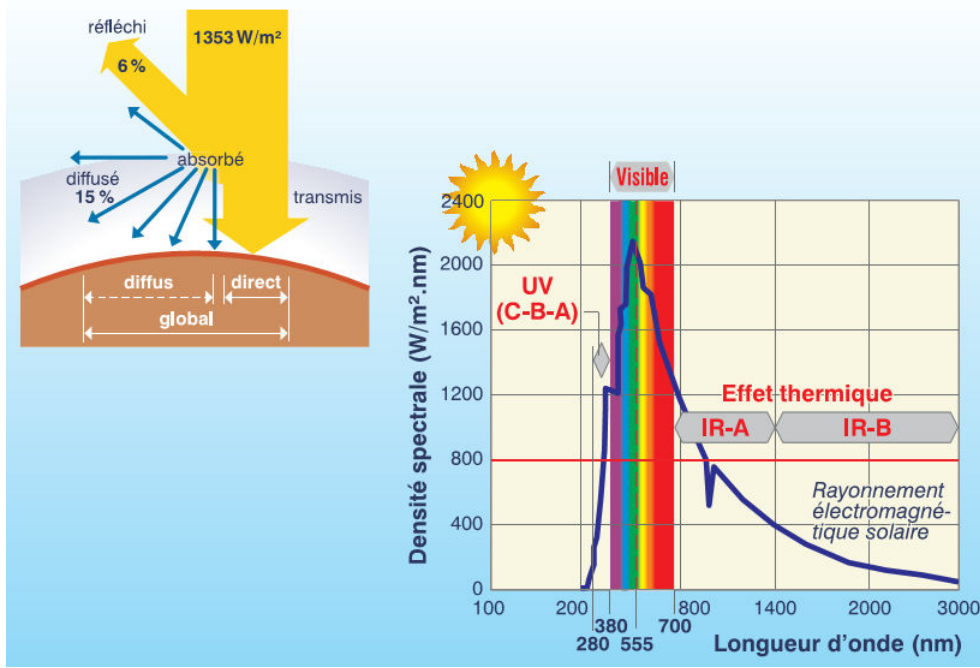 réfléchi
6 %
1353 W/m²
absorbé
diffusé
15 %
transmis
diffus
direct
global
Visible
UV
(C-B-A)
Effet thermique
IR-A
IR-B
Rayonnement
électromagné-
tique solaire
Densité spectrale (W/m².nm)
2400
2000
1600
1200
800
400
0
100
200
800
1400
2000
3000
380
700
280
555
Longueur d'onde (nm)